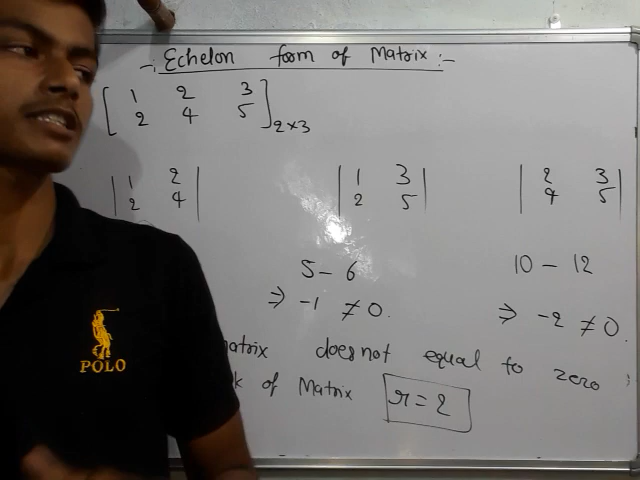 -: Echelon form of Matrix :-
[ 1 2 3
2 4 5 ]2×3
| 1 2 | | 1 3 | | 2 3 |
| 2 4 | | 2 5 | | 4 5 |
5 - 6 10 - 12
⇒ -1 ≠ 0. ⇒ -2 ≠ 0.
atrix does not equal to zero
k of Matrix r = 2
POLO